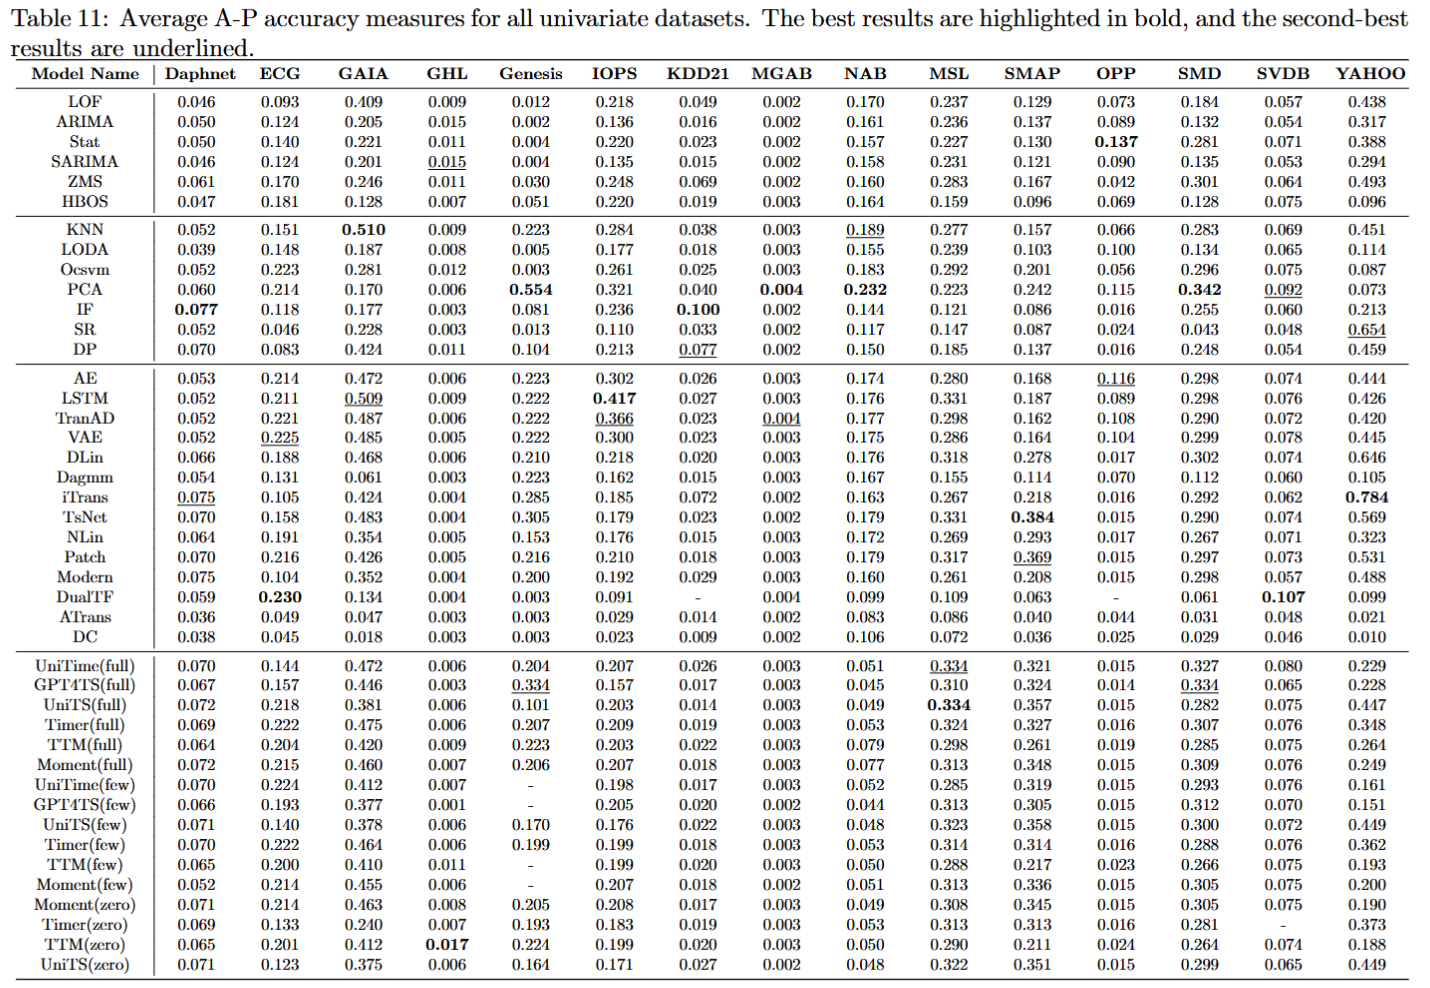 Table 11: Average A-P accuracy measures for all univariate datasets. The best results are highlighted in bold, and the second-best
results are underlined.
Model Name Daphnet ECG GAIA GHL Genesis IOPS KDD21 MGAB NAB MSL SMAP OPP SMD SVDB YAHOO
LOF 0.046 0.093 0.409 0.009 0.012 0.218 0.049 0.002 0.170 0.237 0.129 0.073 0.184 0.057 0.438
ARIMA 0.050 0.124 0.205 0.015 0.002 0.136 0.016 0.002 0.161 0.236 0.137 0.089 0.132 0.054 0.317
Stat 0.050 0.140 0.221 0.011 0.004 0.220 0.023 0.002 0.157 0.227 0.130 0.137 0.281 0.071 0.388
SARIMA 0.046 0.124 0.201 0.015 0.004 0.135 0.015 0.002 0.158 0.231 0.121 0.090 0.135 0.053 0.294
ZMS 0.061 0.170 0.246 0.011 0.030 0.248 0.069 0.002 0.160 0.283 0.167 0.042 0.301 0.064 0.493
HBOS 0.047 0.181 0.128 0.007 0.051 0.220 0.019 0.003 0.164 0.159 0.096 0.069 0.128 0.075 0.096
KNN 0.052 0.151 0.510 0.009 0.223 0.284 0.038 0.003 0.189 0.277 0.157 0.066 0.283 0.069 0.451
LODA 0.039 0.148 0.187 0.008 0.005 0.177 0.018 0.003 0.155 0.239 0.103 0.100 0.134 0.065 0.114
Ocsvm 0.052 0.223 0.281 0.012 0.003 0.261 0.025 0.003 0.183 0.292 0.201 0.056 0.296 0.075 0.087
PCA 0.060 0.214 0.170 0.006 0.554 0.321 0.040 0.004 0.232 0.223 0.242 0.115 0.342 0.092 0.073
IF 0.077 0.118 0.177 0.003 0.081 0.236 0.100 0.002 0.144 0.121 0.086 0.016 0.255 0.060 0.213
SR 0.052 0.046 0.228 0.003 0.013 0.110 0.033 0.002 0.117 0.147 0.087 0.024 0.043 0.048 0.654
DP 0.070 0.083 0.424 0.011 0.104 0.213 0.077 0.002 0.150 0.185 0.137 0.016 0.248 0.054 0.459
AE 0.053 0.214 0.472 0.006 0.223 0.302 0.026 0.003 0.174 0.280 0.168 0.116 0.298 0.074 0.444
LSTM 0.052 0.211 0.509 0.009 0.222 0.417 0.027 0.003 0.176 0.331 0.187 0.089 0.298 0.076 0.426
TranAD 0.052 0.221 0.487 0.006 0.222 0.366 0.023 0.004 0.177 0.298 0.162 0.108 0.290 0.072 0.420
VAE 0.052 0.225 0.485 0.005 0.222 0.300 0.023 0.003 0.175 0.286 0.164 0.104 0.299 0.078 0.445
DLin 0.066 0.188 0.468 0.006 0.210 0.218 0.020 0.003 0.176 0.318 0.278 0.017 0.302 0.074 0.646
Dagmm 0.054 0.131 0.061 0.003 0.223 0.162 0.015 0.003 0.167 0.155 0.114 0.070 0.112 0.060 0.105
iTrans 0.075 0.105 0.424 0.004 0.285 0.185 0.072 0.002 0.163 0.267 0.218 0.016 0.292 0.062 0.784
TsNet 0.070 0.158 0.483 0.004 0.305 0.179 0.023 0.002 0.179 0.331 0.384 0.015 0.290 0.074 0.569
NLin 0.064 0.191 0.354 0.005 0.153 0.176 0.015 0.003 0.172 0.269 0.293 0.017 0.267 0.071 0.323
Patch 0.070 0.216 0.426 0.005 0.216 0.210 0.018 0.003 0.179 0.317 0.369 0.015 0.297 0.073 0.531
Modern 0.075 0.104 0.352 0.004 0.200 0.192 0.029 0.003 0.160 0.261 0.208 0.015 0.298 0.057 0.488
DualTF 0.059 0.230 0.134 0.004 0.003 0.091 - 0.004 0.099 0.109 0.063 - 0.061 0.107 0.099
ATrans 0.036 0.049 0.047 0.003 0.003 0.029 0.014 0.002 0.083 0.086 0.040 0.044 0.031 0.048 0.021
DC 0.038 0.045 0.018 0.003 0.003 0.023 0.009 0.002 0.106 0.072 0.036 0.025 0.029 0.046 0.010
UniTime(full) 0.070 0.144 0.472 0.006 0.204 0.207 0.026 0.003 0.051 0.334 0.321 0.015 0.327 0.080 0.229
GPT4TS(full) 0.067 0.157 0.446 0.003 0.334 0.157 0.017 0.003 0.045 0.310 0.324 0.014 0.334 0.065 0.228
UniTS(full) 0.072 0.218 0.381 0.006 0.101 0.203 0.014 0.003 0.049 0.334 0.357 0.015 0.282 0.075 0.447
Timer(full) 0.069 0.222 0.475 0.006 0.207 0.209 0.019 0.003 0.053 0.324 0.327 0.016 0.307 0.076 0.348
TTM(full) 0.064 0.204 0.420 0.009 0.223 0.203 0.022 0.003 0.079 0.298 0.261 0.019 0.285 0.075 0.264
Moment(full) 0.072 0.215 0.460 0.007 0.206 0.207 0.018 0.003 0.077 0.313 0.348 0.015 0.309 0.076 0.249
UniTime(few) 0.070 0.224 0.412 0.007 - 0.198 0.017 0.003 0.052 0.285 0.319 0.015 0.293 0.076 0.161
GPT4TS(few) 0.066 0.193 0.377 0.001 - 0.205 0.020 0.002 0.044 0.313 0.305 0.015 0.312 0.070 0.151
UniTS(few) 0.071 0.140 0.378 0.006 0.170 0.176 0.022 0.003 0.048 0.323 0.358 0.015 0.300 0.072 0.449
Timer(few) 0.070 0.222 0.464 0.006 0.199 0.199 0.018 0.003 0.053 0.314 0.314 0.016 0.288 0.076 0.362
TTM(few) 0.065 0.200 0.410 0.011 - 0.199 0.020 0.003 0.050 0.288 0.217 0.023 0.266 0.075 0.193
Moment(few) 0.052 0.214 0.455 0.006 - 0.207 0.018 0.002 0.051 0.313 0.336 0.015 0.305 0.075 0.200
Moment(zero) 0.071 0.214 0.463 0.008 0.205 0.208 0.017 0.003 0.049 0.308 0.345 0.015 0.305 0.075 0.190
Timer(zero) 0.069 0.133 0.240 0.007 0.193 0.183 0.019 0.003 0.053 0.313 0.313 0.016 0.281 - 0.373
TTM(zero) 0.065 0.201 0.412 0.017 0.224 0.199 0.020 0.003 0.050 0.290 0.211 0.024 0.264 0.074 0.188
UniTS(zero) 0.071 0.123 0.375 0.006 0.164 0.171 0.027 0.002 0.048 0.322 0.351 0.015 0.299 0.065 0.449